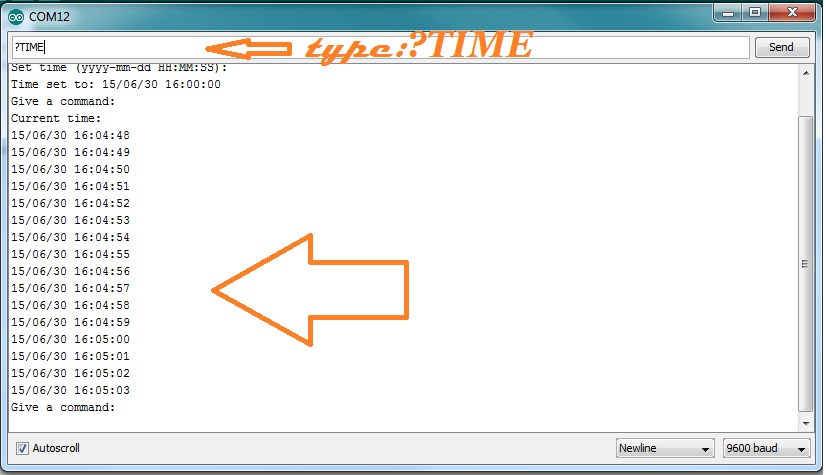 COM12
?TIME
type:?TIME
Send
Set time (yyyy-mm-dd HH:MM:SS):
Time set to: 15/06/30 16:00:00
Give a command:
Current time:
15/06/30 16:04:48
15/06/30 16:04:49
15/06/30 16:04:50
15/06/30 16:04:51
15/06/30 16:04:52
15/06/30 16:04:53
15/06/30 16:04:54
15/06/30 16:04:55
15/06/30 16:04:56
15/06/30 16:04:57
15/06/30 16:04:58
15/06/30 16:04:59
15/06/30 16:05:00
15/06/30 16:05:01
15/06/30 16:05:02
15/06/30 16:05:03
Give a command:
Autoscroll
Newline
9600 baud